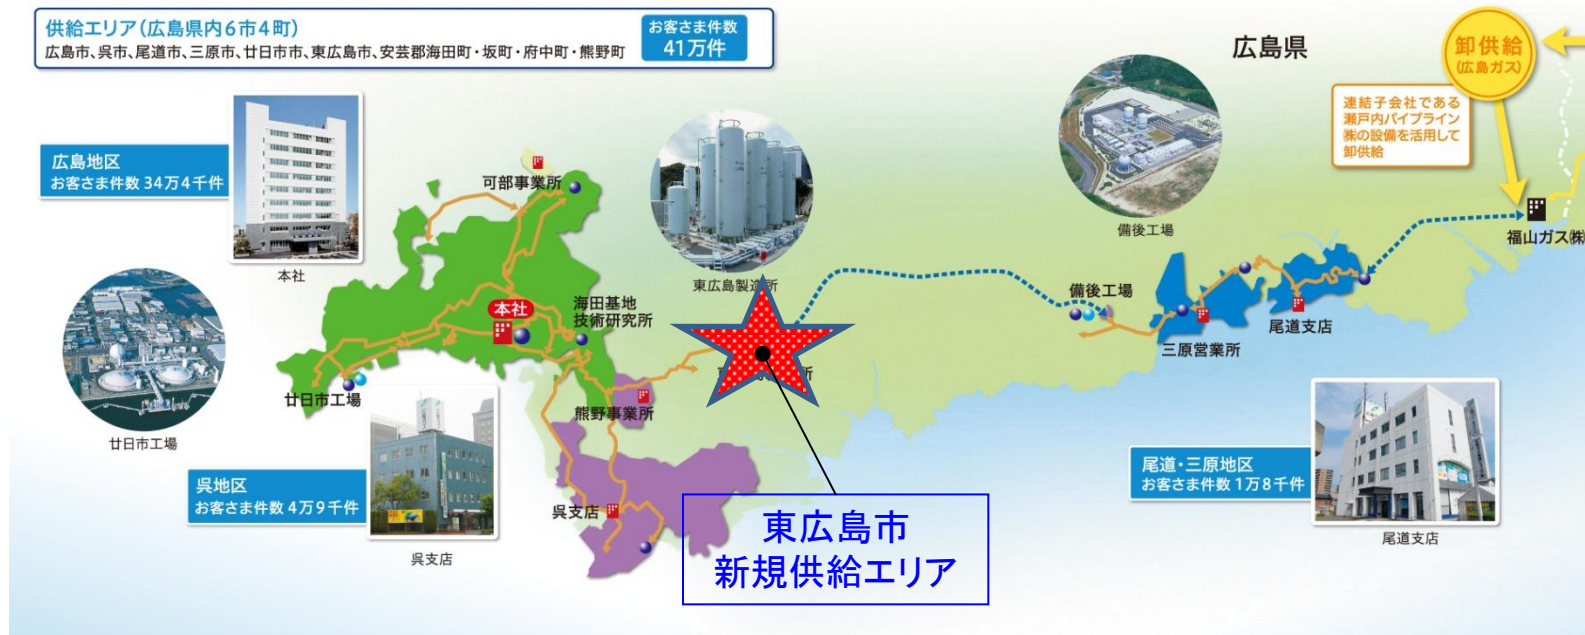 供給エリア(広島県内6市4町)
広島市、呉市、尾道市、三原市、廿日市市、東広島市、安芸郡海田町・坂町・府中町・熊野町
お客さま件数
41万件
広島県
卸供給
(広島ガス)
連結子会社である
瀬戸内パイプライン
㈱の設備を活用して
卸供給
広島地区
お客さま件数 34万4千件
本社
可部事業所
東広島製造所
備後工場
福山ガス㈱
廿日市工場
本社
海田基地
技術研究所
備後工場
三原営業所
尾道支店
廿日市工場
熊野事業所
呉地区
お客さま件数 4万9千件
呉支店
呉支店
東広島市
新規供給エリア
尾道・三原地区
お客さま件数 1万8千件
尾道支店